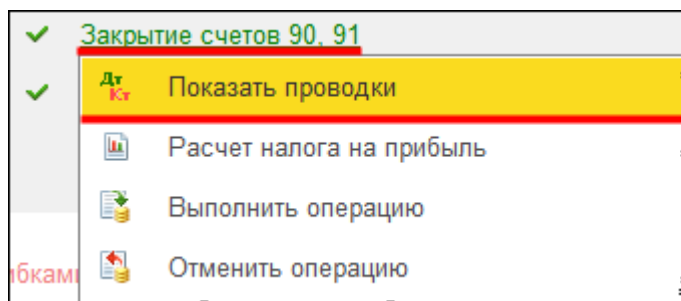 Закрытие счетов 90, 91
Дт Кт Показать проводки
Расчет налога на прибыль
Выполнить операцию
Отменить операцию